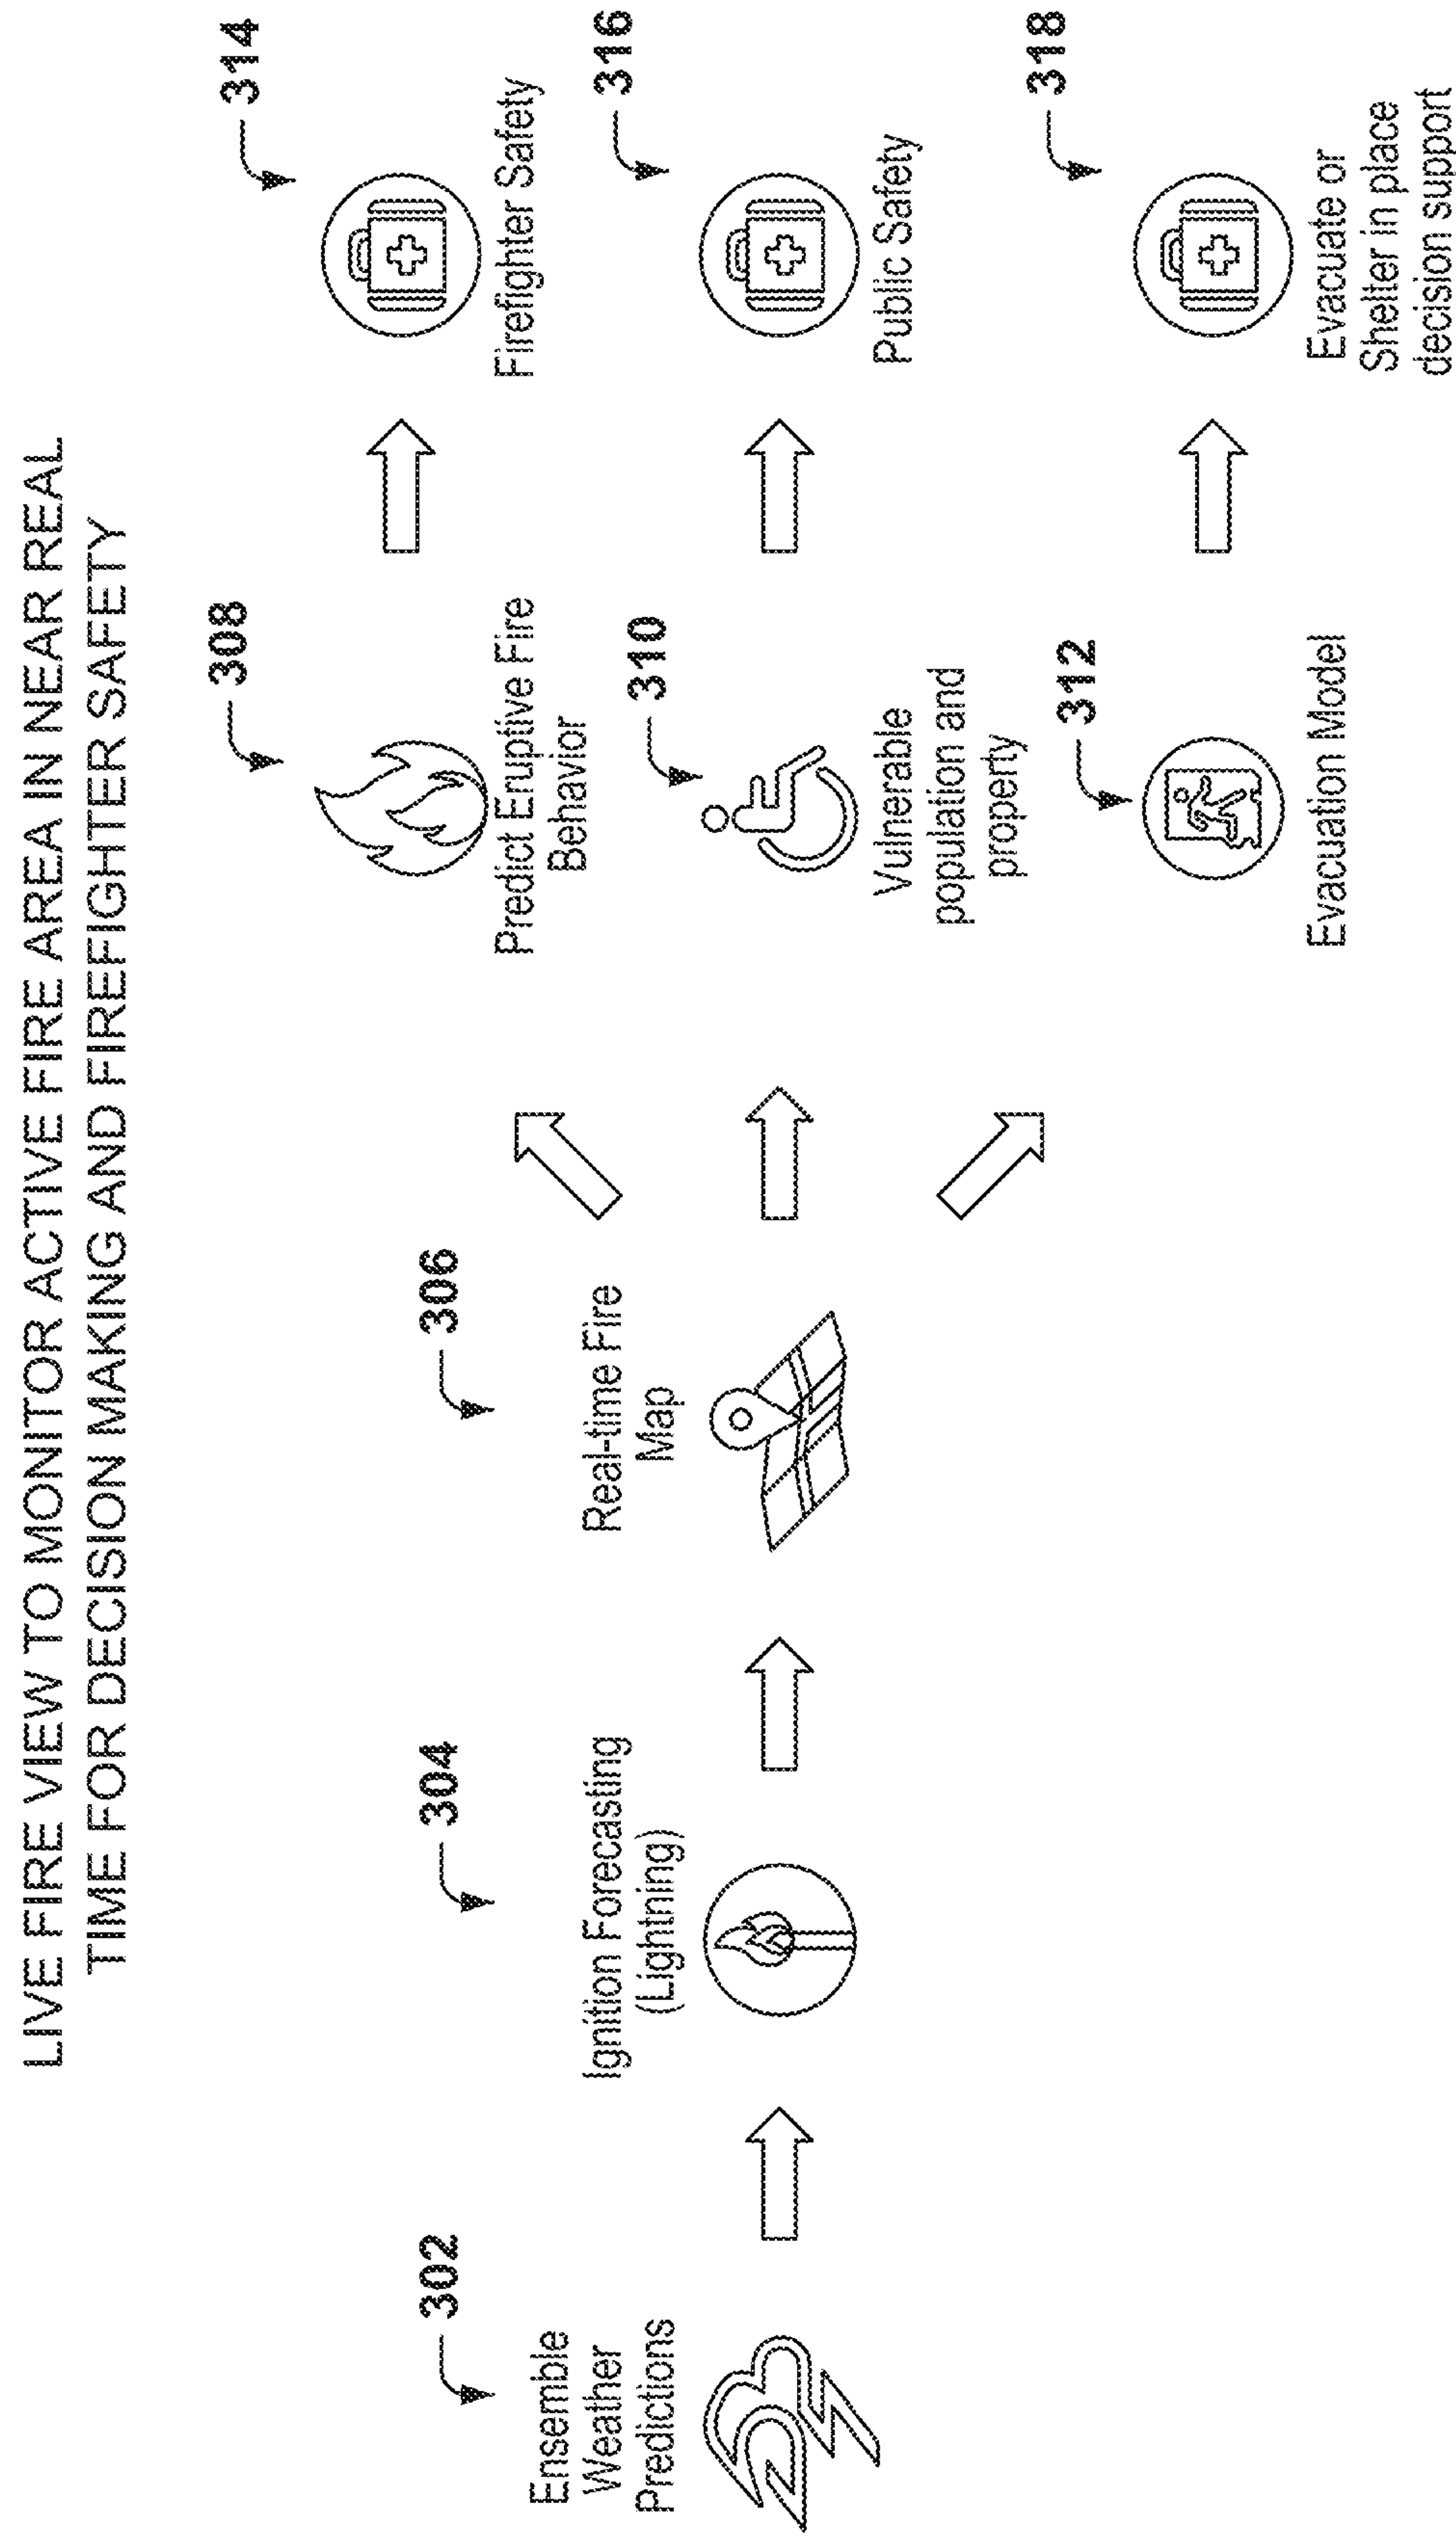 LIVE FIRE VIEW TO MONITOR ACTIVE FIRE AREA IN NEAR REAL
TIME FOR DECISION MAKING AND FIREFIGHTER SAFETY
302
Ensemble
Weather
Predictions
304
Ignition Forecasting
(Lightning)
306
Real-time Fire
Map
308
Predict Eruptive Fire
Behavior
310
Vulnerable
population and
property
312
Evacuation Model
314
Firefighter Safety
316
Public Safety
318
Evacuate or
Shelter in place
decision support